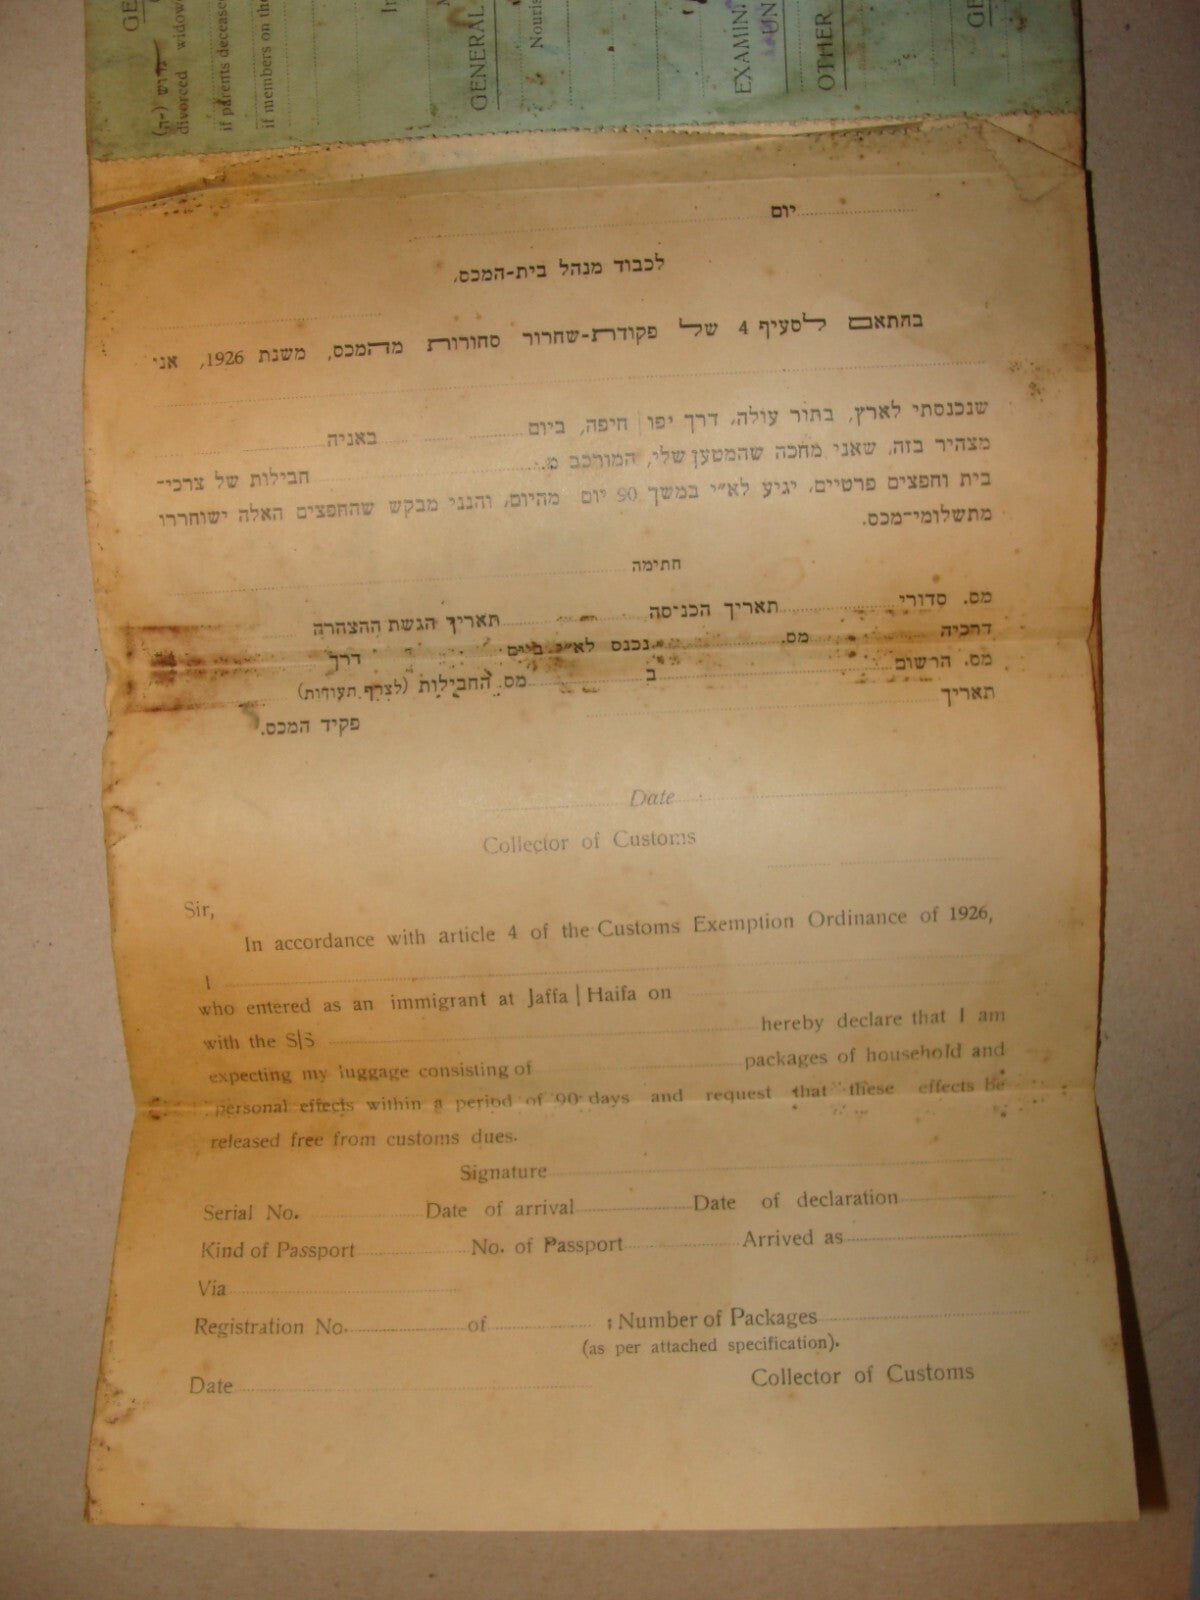 GE
(־ה) גרוש
divorced widow
if parents deceased
if members on the
In
GENERAL
Nouris
EXAMIN
UN
OTHER
GE
יום
לכבוד מנהל בית-המכס,
בהתאם לסעיף 4 של פקודת-שחרור סחורות מהמכס, משנת 1926, אני
שנכנסתי לארץ, בתור עולה, דרך יפו | חיפה, ביום באניה
מצהיר בזה, שאני מחכה שהמטען שלי, המורכב מ. חבילות של צרכי-
בית וחפצים פרטיים, יגיע לא״י במשך 90 יום מהיום, והנני מבקש שהחפצים האלה ישוחררו
מתשלומי-מכס.
חתימה
מס. סדורי תאריך הכניסה תאריך הגשת ההצהרה
דרכיה מס. נכנס לא״י ביום דרך
מס. הרשום ב מס. החבילות (לצרף תעודות)
תאריך
פקיד המכס.
Date
Collector of Customs
Sir,
In accordance with article 4 of the Customs Exemption Ordinance of 1926,
I
who entered as an immigrant at Jaffa | Haifa on
with the S|S hereby declare that I am
expecting my luggage consisting of packages of household and
personal effects within a period of 90 days and request that these effects be
released free from customs dues.
Signature
Serial No. Date of arrival Date of declaration
Kind of Passport No. of Passport Arrived as
Via
Registration No. of ; Number of Packages
(as per attached specification).
Date Collector of Customs